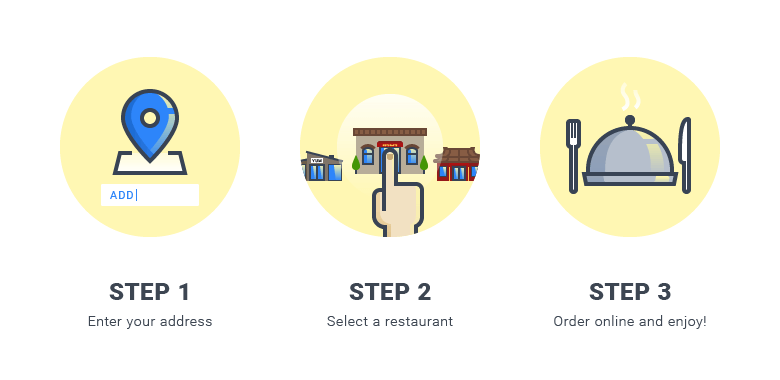 ADD
YUM
STEP 1
Enter your address
STEP 2
Select a restaurant
STEP 3
Order online and enjoy!